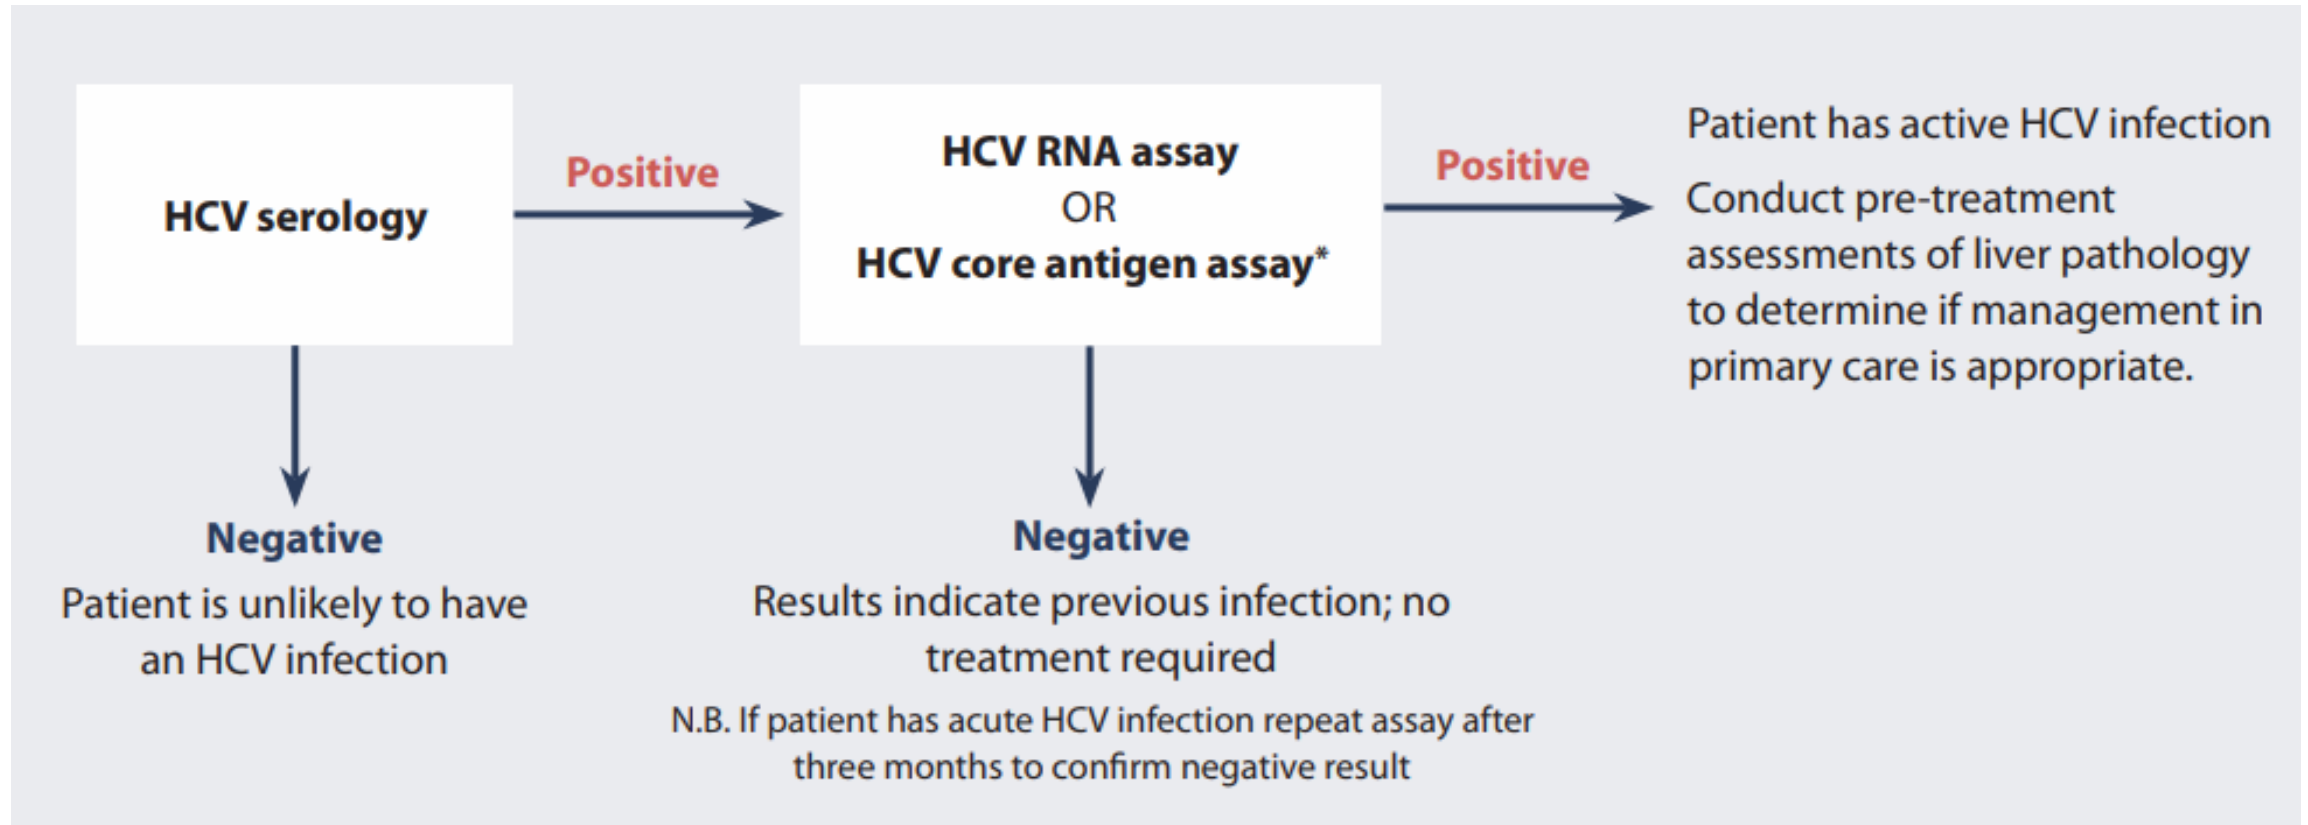 HCV serology
Positive
HCV RNA assay
OR
HCV core antigen assay*
Positive
Patient has active HCV infection
Conduct pre-treatment
assessments of liver pathology
to determine if management in
primary care is appropriate.
Negative
Patient is unlikely to have
an HCV infection
Negative
Results indicate previous infection; no
treatment required
N.B. If patient has acute HCV infection repeat assay after
three months to confirm negative result